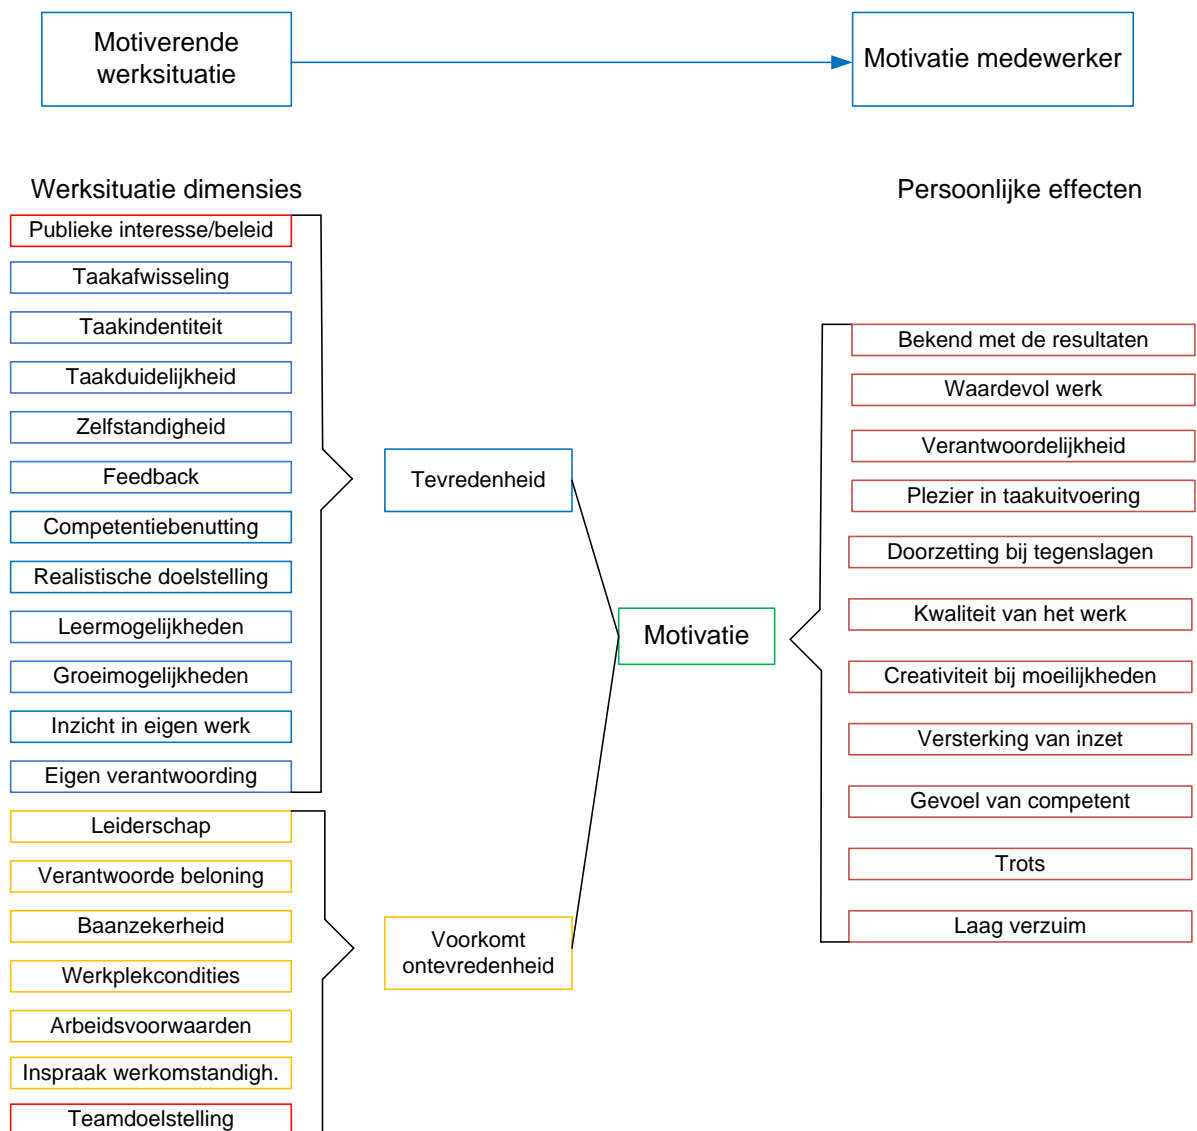 Motiverende
werksituatie
Motivatie medewerker
Werksituatie dimensies
Persoonlijke effecten
Publieke interesse/beleid
Taakafwisseling
Taakindentiteit
Taakduidelijkheid
Zelfstandigheid
Feedback
Competentiebenutting
Realistische doelstelling
Leermogelijkheden
Groeimogelijkheden
Inzicht in eigen werk
Eigen verantwoording
Leiderschap
Verantwoorde beloning
Baanzekerheid
Werkplekcondities
Arbeidsvoorwaarden
Inspraak werkomstandigh.
Teamdoelstelling
Tevredenheid
Voorkomt
ontevredenheid
Motivatie
Bekend met de resultaten
Waardevol werk
Verantwoordelijkheid
Plezier in taakuitvoering
Doorzetting bij tegenslagen
Kwaliteit van het werk
Creativiteit bij moeilijkheden
Versterking van inzet
Gevoel van competent
Trots
Laag verzuim